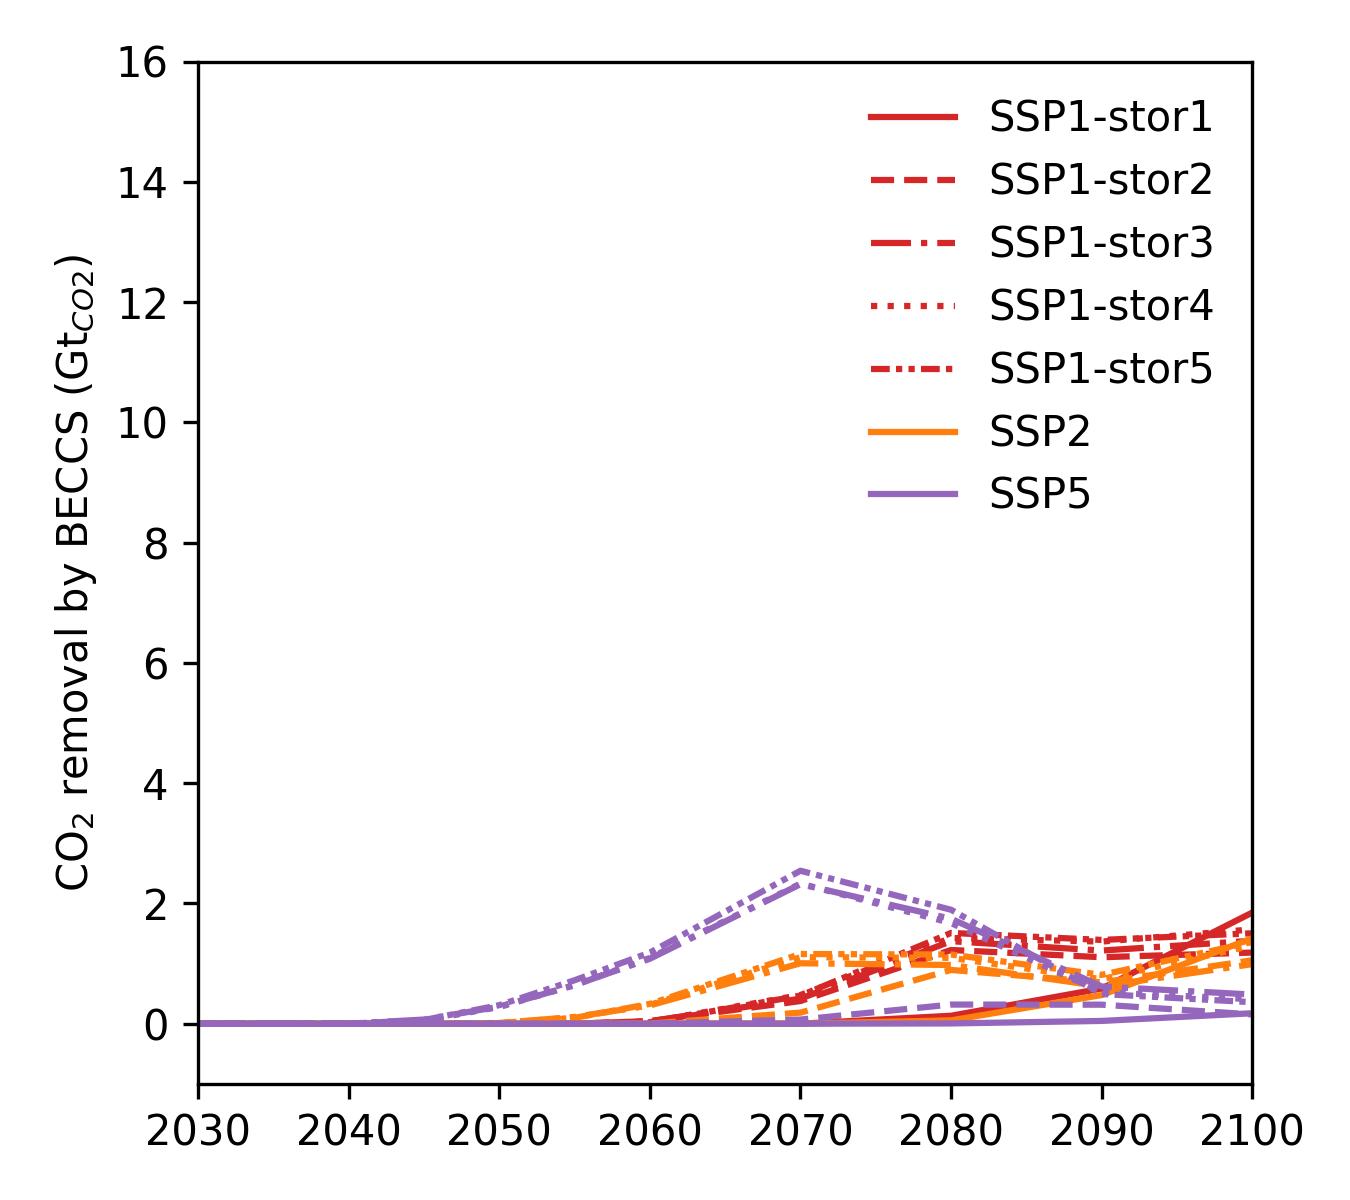 CO₂ removal by BECCS (Gt_CO2)
16
14
12
10
8
6
4
2
0
2030 2040 2050 2060 2070 2080 2090 2100
SSP1-stor1
SSP1-stor2
SSP1-stor3
SSP1-stor4
SSP1-stor5
SSP2
SSP5